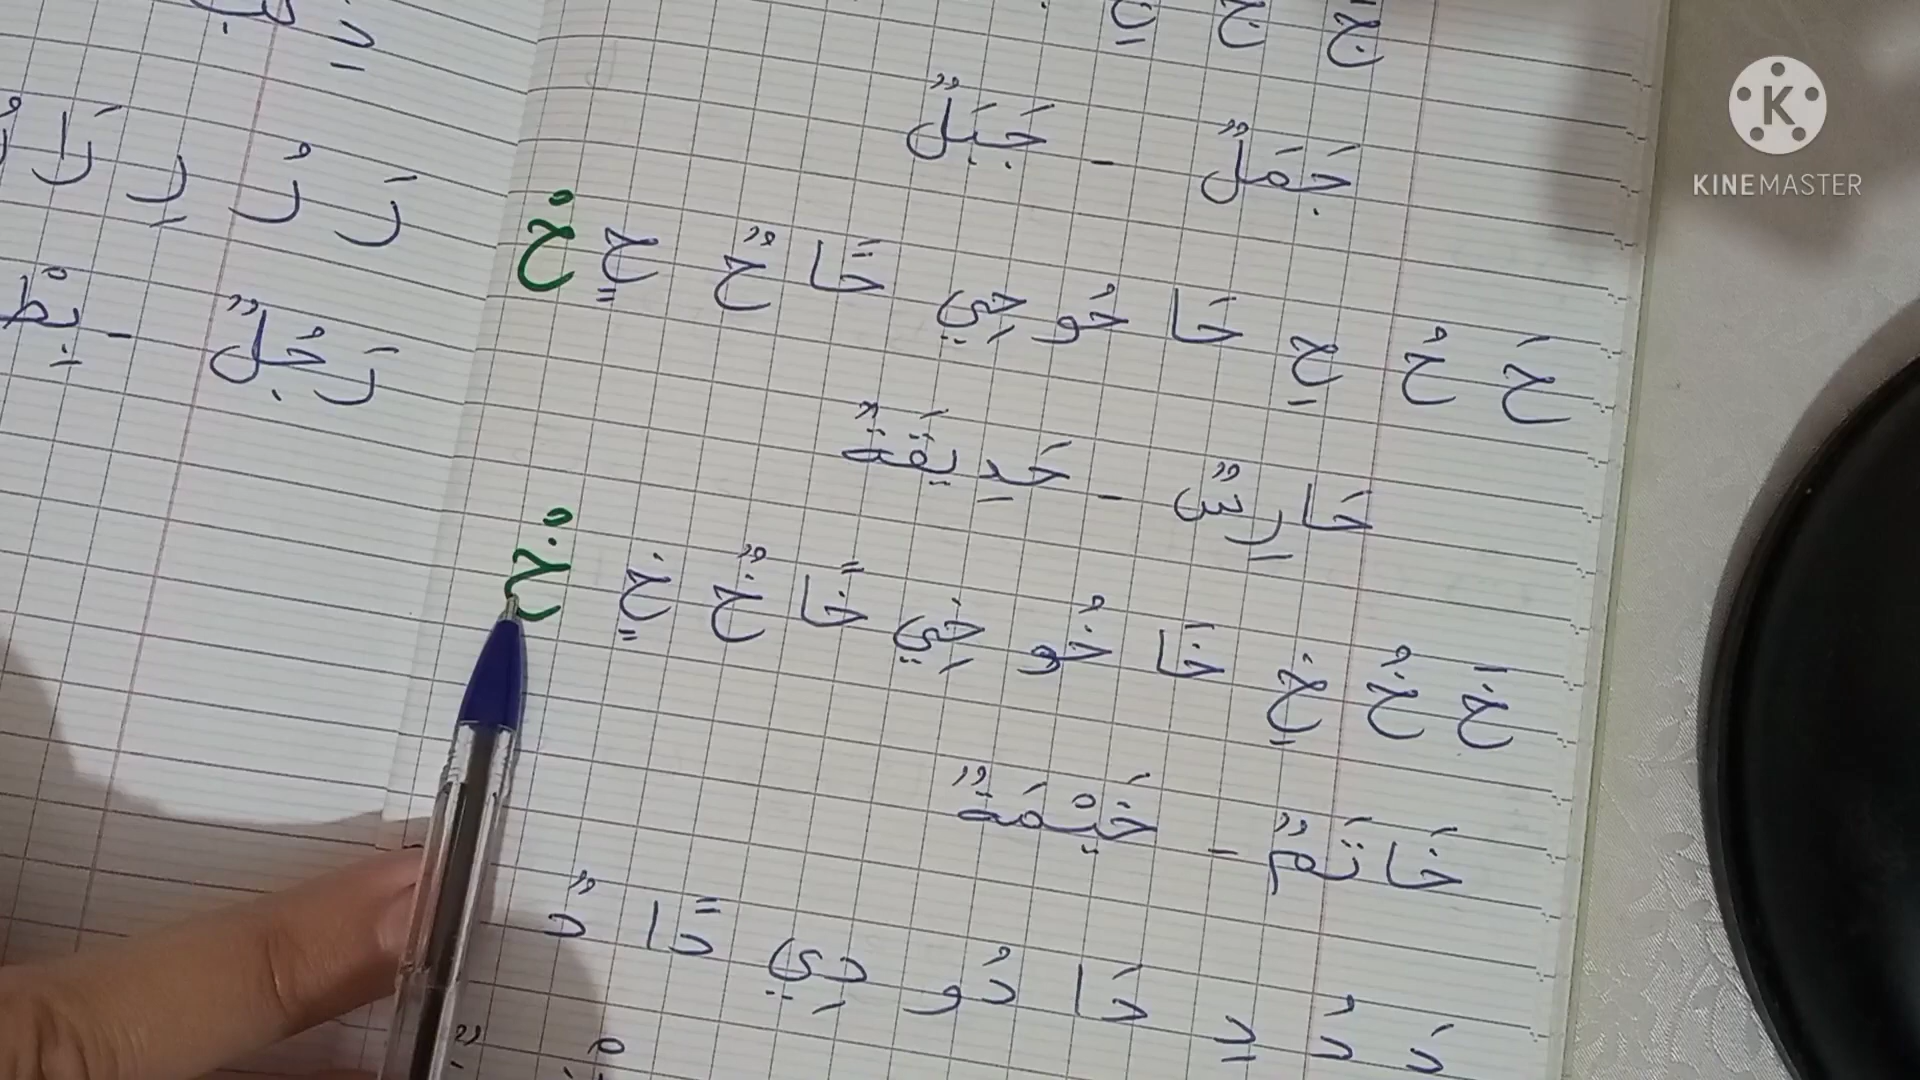 جَمَلٌ - جَبَلٌ
حَ حُ حِ حَا حُو حِي حًا حٌ حٍ حْ
حَارِسٌ - حَدِيقَةٌ
خَ خُ خِ خَا خُو خِي خًا خٌ خٍ خْ
خَاتَمٌ - خَيْمَةٌ
دَ دُ دِ دَا دُو دِي دًا دٌ
رَ رُ رِ رَا
رَجُلٌ -
KINEMASTER